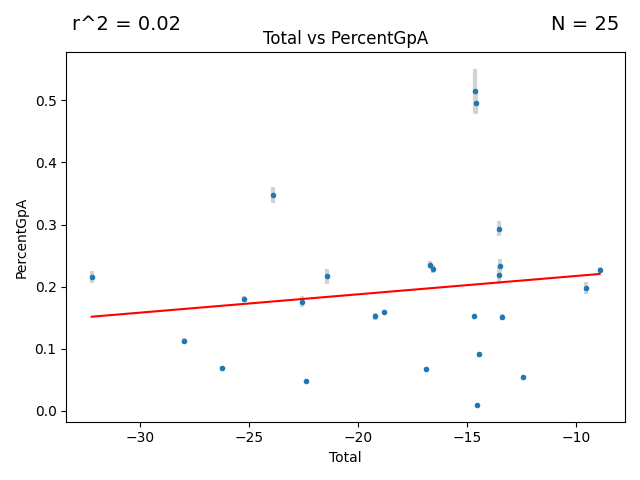 r^2 = 0.02
N = 25
Total vs PercentGpA
PercentGpA
0.5
0.4
0.3
0.2
0.1
0.0
−30
−25
−20
−15
−10
Total